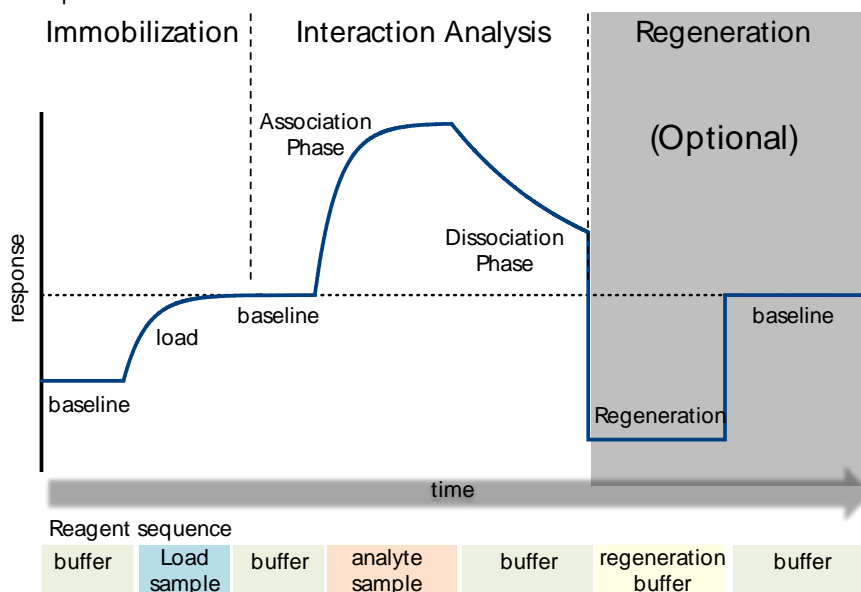 Immobilization
Interaction Analysis
Regeneration
(Optional)
Association
Phase
Dissociation
Phase
response
baseline
load
baseline
baseline
Regeneration
time
Reagent sequence
buffer
Load
sample
buffer
analyte
sample
buffer
regeneration
buffer
buffer